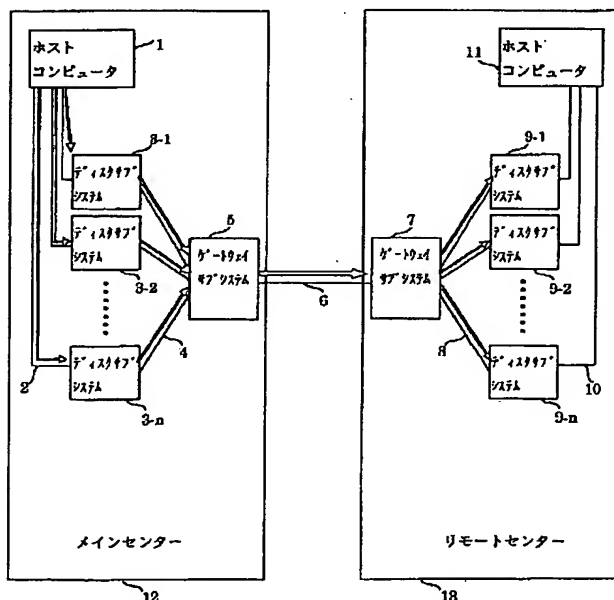 ホスト
コンピュータ
1
3-1
ディスクサブ
システム
ディスクサブ
システム
3-2
ディスクサブ
システム
3-n
2
4
5
ゲートウェイ
サブシステム
6
メインセンター
12
ホスト
コンピュータ
11
9-1
ディスクサブ
システム
ディスクサブ
システム
9-2
ディスクサブ
システム
9-n
7
ゲートウェイ
サブシステム
8
10
リモートセンター
13